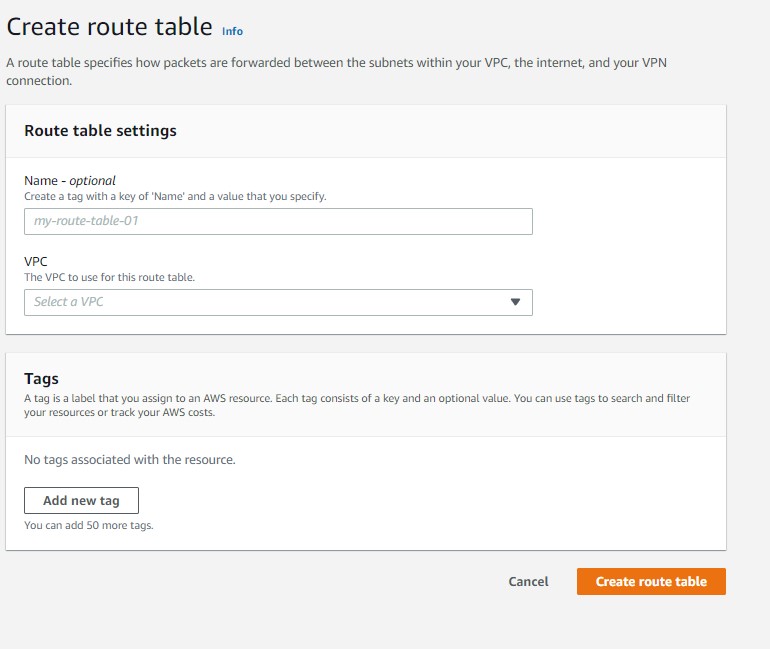 Create route table Info
A route table specifies how packets are forwarded between the subnets within your VPC, the internet, and your VPN
connection.
Route table settings
Name - optional
Create a tag with a key of 'Name' and a value that you specify.
my-route-table-01
VPC
The VPC to use for this route table.
Select a VPC
Tags
A tag is a label that you assign to an AWS resource. Each tag consists of a key and an optional value. You can use tags to search and filter
your resources or track your AWS costs.
No tags associated with the resource.
Add new tag
You can add 50 more tags.
Cancel Create route table